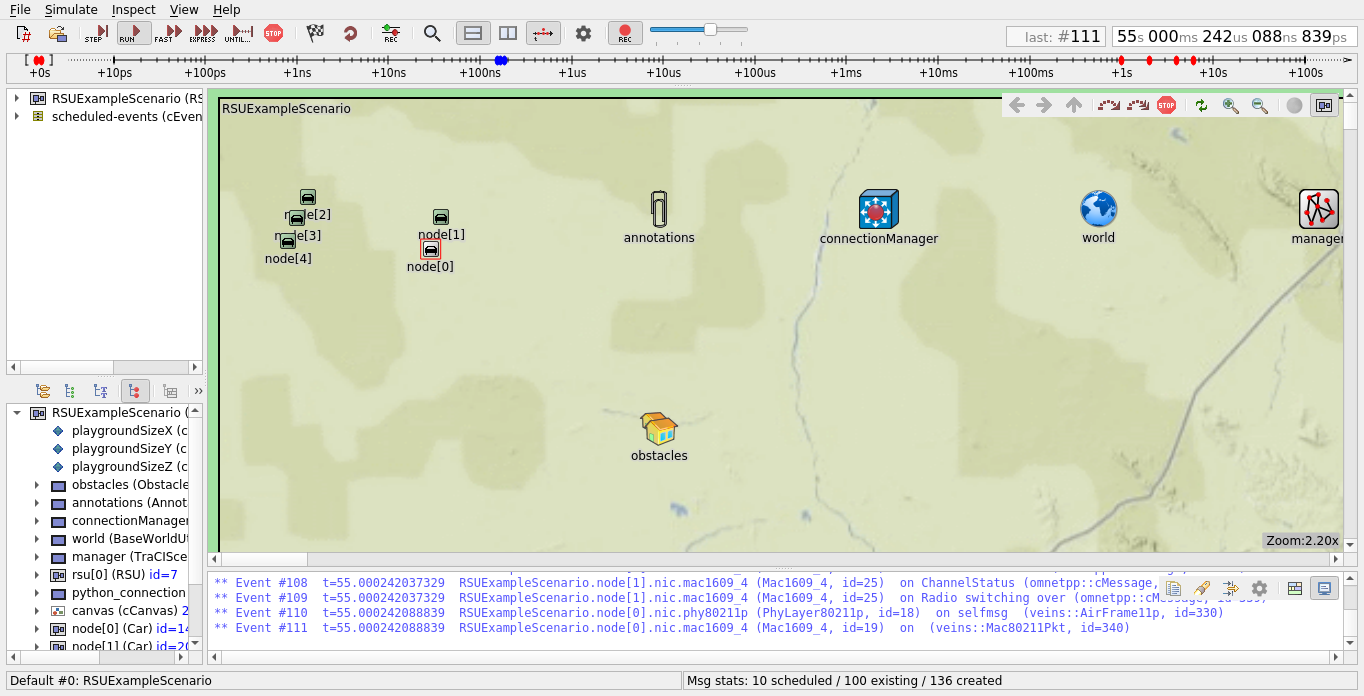 File Simulate Inspect View Help
STEP RUN FAST EXPRESS UNTIL... STOP REC REC
last: #111 55s 000ms 242us 088ns 839ps
+0s +10ps +100ps +1ns +10ns +100ns +1us +10us +100us +1ms +10ms +100ms +1s +10s +100s
RSUExampleScenario (RS
scheduled-events (cEven
RSUExampleScenario
STOP
node[2]
node[3]
node[4]
node[1]
node[0]
annotations
connectionManager
world
manager
obstacles
Zoom:2.20x
RSUExampleScenario (
playgroundSizeX (c
playgroundSizeY (c
playgroundSizeZ (c
obstacles (Obstacle
annotations (Annot
connectionManager
world (BaseWorldUt
manager (TraCISce
rsu[0] (RSU) id=7
python_connection
canvas (cCanvas) 2
node[0] (Car) id=14
node[1] (Car) id=20
** Event #108 t=55.000242037329 RSUExampleScenario.node[1].nic.mac1609_4 (Mac1609_4, id=25) on ChannelStatus (omnetpp::cMessage,
** Event #109 t=55.000242037329 RSUExampleScenario.node[1].nic.mac1609_4 (Mac1609_4, id=25) on Radio switching over (omnetpp::cMessage,
** Event #110 t=55.000242088839 RSUExampleScenario.node[0].nic.phy80211p (PhyLayer80211p, id=18) on selfmsg (veins::AirFrame11p, id=330)
** Event #111 t=55.000242088839 RSUExampleScenario.node[0].nic.mac1609_4 (Mac1609_4, id=19) on (veins::Mac80211Pkt, id=340)
Default #0: RSUExampleScenario
Msg stats: 10 scheduled / 100 existing / 136 created